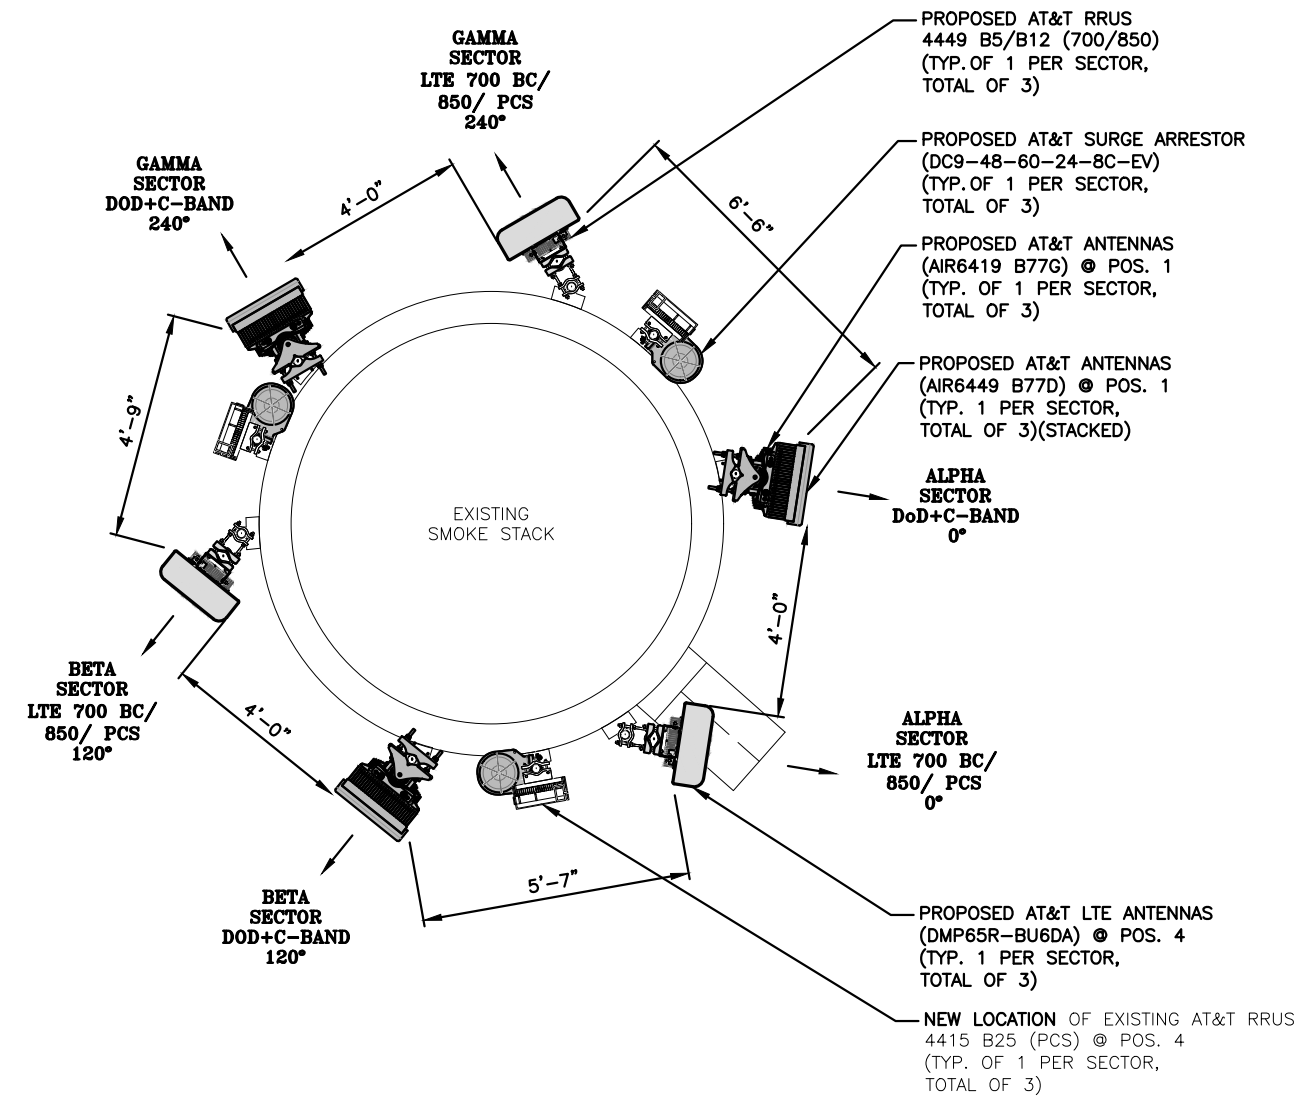 GAMMA
SECTOR
LTE 700 BC/
850/ PCS
240°
GAMMA
SECTOR
DOD+C-BAND
240°
4'-0"
6'-6"
4'-9"
EXISTING
SMOKE STACK
PROPOSED AT&T RRUS
4449 B5/B12 (700/850)
(TYP.OF 1 PER SECTOR,
TOTAL OF 3)
PROPOSED AT&T SURGE ARRESTOR
(DC9-48-60-24-8C-EV)
(TYP.OF 1 PER SECTOR,
TOTAL OF 3)
PROPOSED AT&T ANTENNAS
(AIR6419 B77G) @ POS. 1
(TYP. OF 1 PER SECTOR,
TOTAL OF 3)
PROPOSED AT&T ANTENNAS
(AIR6449 B77D) @ POS. 1
(TYP. 1 PER SECTOR,
TOTAL OF 3)(STACKED)
ALPHA
SECTOR
DoD+C-BAND
0°
4'-0"
BETA
SECTOR
LTE 700 BC/
850/ PCS
120°
4'-0"
ALPHA
SECTOR
LTE 700 BC/
850/ PCS
0°
5'-7"
BETA
SECTOR
DOD+C-BAND
120°
PROPOSED AT&T LTE ANTENNAS
(DMP65R-BU6DA) @ POS. 4
(TYP. 1 PER SECTOR,
TOTAL OF 3)
NEW LOCATION OF EXISTING AT&T RRUS
4415 B25 (PCS) @ POS. 4
(TYP. OF 1 PER SECTOR,
TOTAL OF 3)